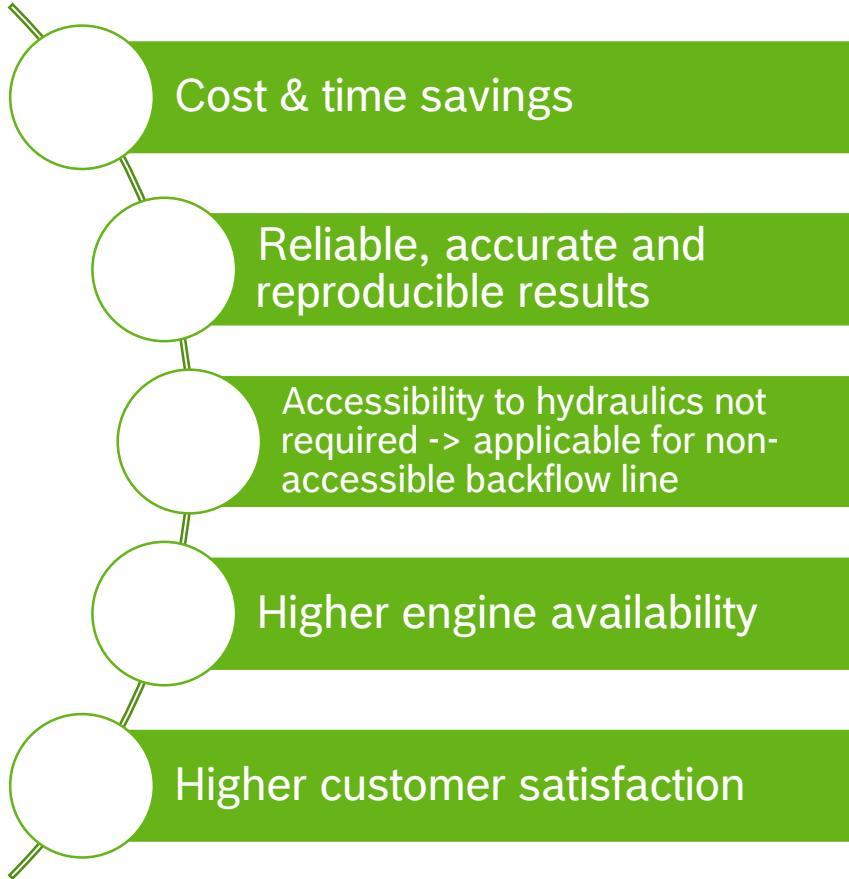 Cost & time savings
Reliable, accurate and
reproducible results
Accessibility to hydraulics not
required -> applicable for non-
accessible backflow line
Higher engine availability
Higher customer satisfaction